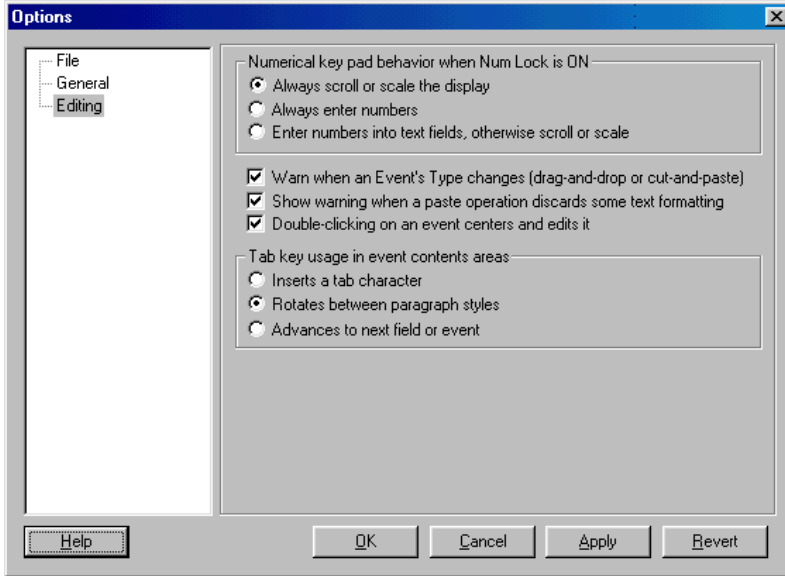 Options
File
General
Editing
Numerical key pad behavior when Num Lock is ON
Always scroll or scale the display
Always enter numbers
Enter numbers into text fields, otherwise scroll or scale
Warn when an Event's Type changes (drag-and-drop or cut-and-paste)
Show warning when a paste operation discards some text formatting
Double-clicking on an event centers and edits it
Tab key usage in event contents areas
Inserts a tab character
Rotates between paragraph styles
Advances to next field or event
Help OK Cancel Apply Revert